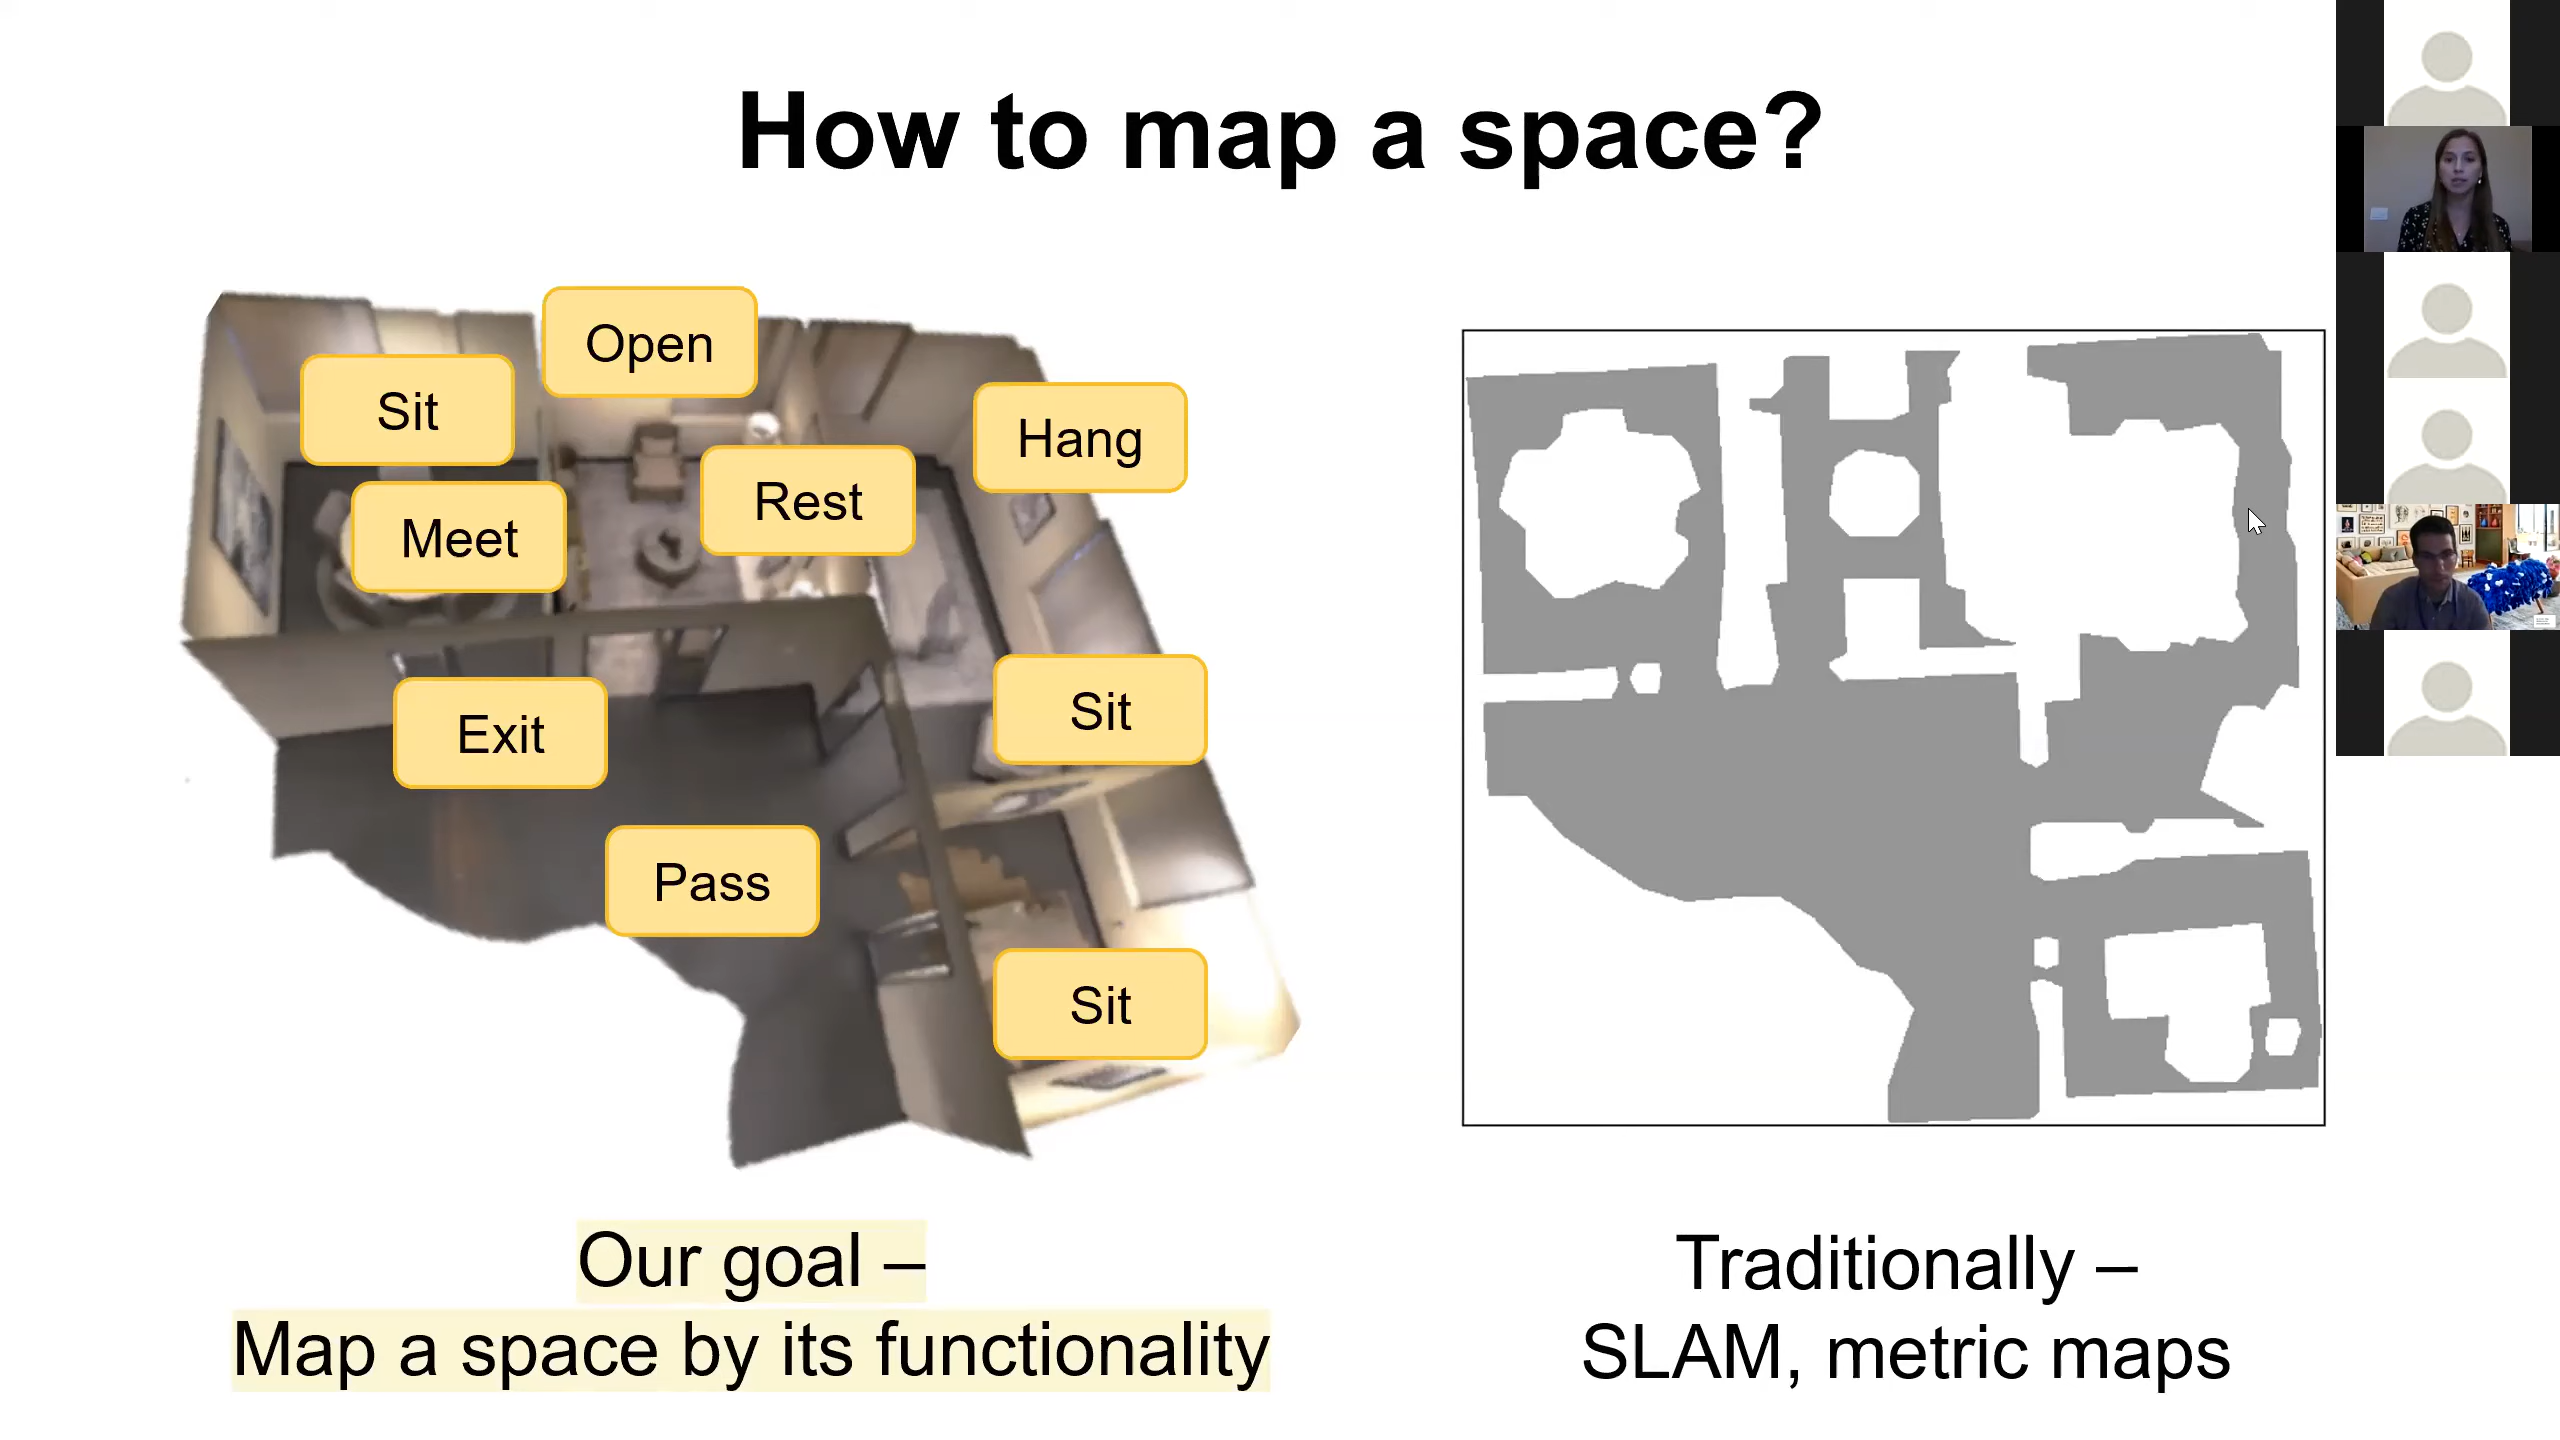 How to map a space?
Open
Sit
Hang
Rest
Meet
Sit
Exit
Pass
Sit
Our goal –
Map a space by its functionality
Traditionally –
SLAM, metric maps